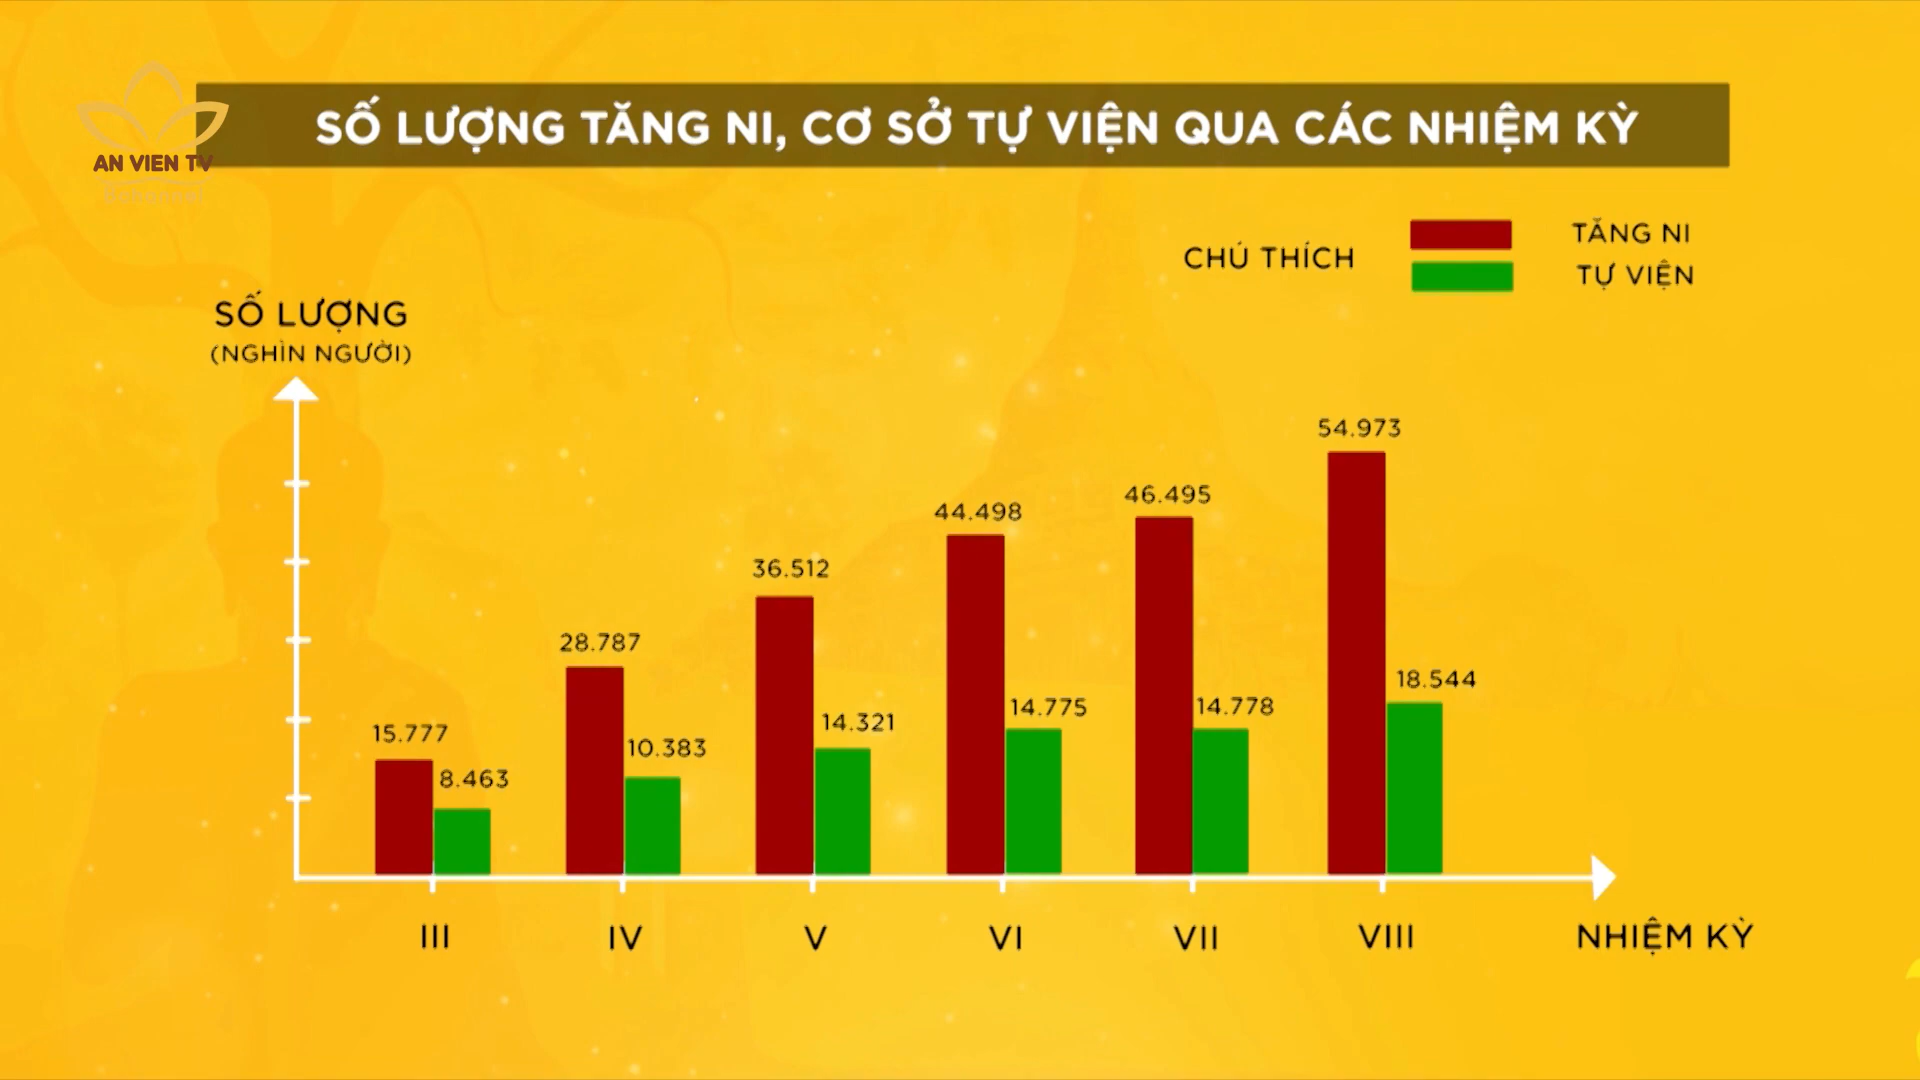 SỐ LƯỢNG TĂNG NI, CƠ SỞ TỰ VIỆN QUA CÁC NHIỆM KỲ
AN VIEN TV
CHÚ THÍCH
TĂNG NI
TỰ VIỆN
SỐ LƯỢNG
(NGHÌN NGƯỜI)
15.777
8.463
28.787
10.383
36.512
14.321
44.498
14.775
46.495
14.778
54.973
18.544
III IV V VI VII VIII NHIỆM KỲ